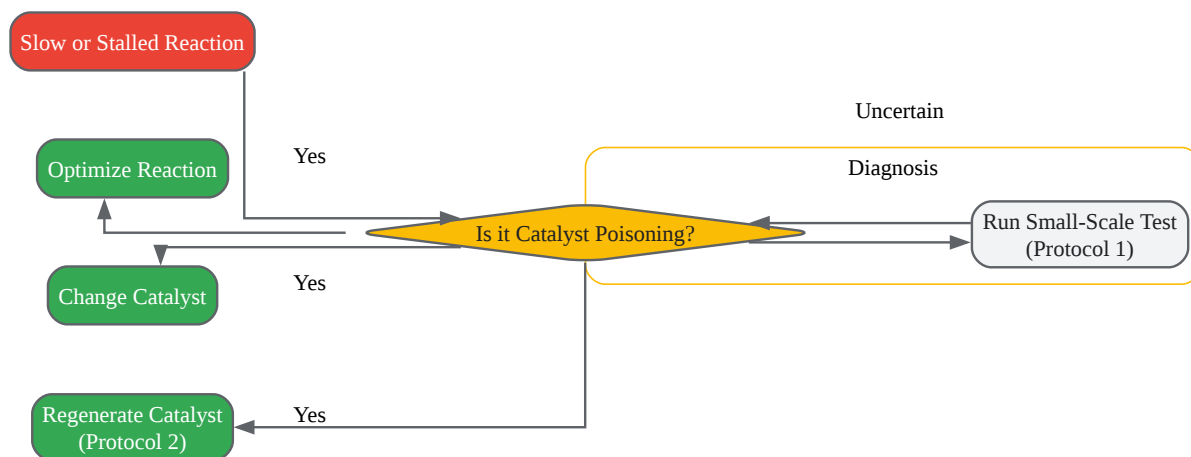 Slow or Stalled Reaction
Uncertain
Yes
Optimize Reaction
Diagnosis
Is it Catalyst Poisoning?
Run Small-Scale Test
(Protocol 1)
Yes
Change Catalyst
Yes
Regenerate Catalyst
(Protocol 2)